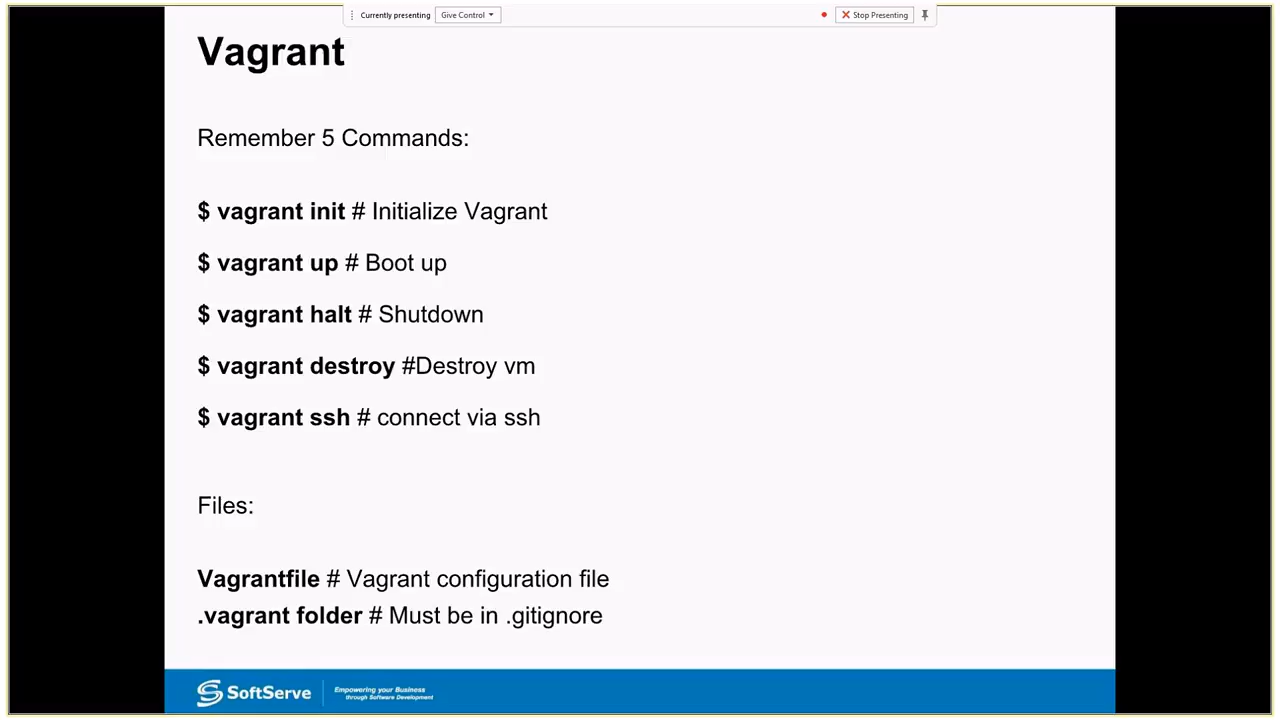 Currently presenting Give Control Stop Presenting
Vagrant
Remember 5 Commands:
$ vagrant init # Initialize Vagrant
$ vagrant up # Boot up
$ vagrant halt # Shutdown
$ vagrant destroy #Destroy vm
$ vagrant ssh # connect via ssh
Files:
Vagrantfile # Vagrant configuration file
.vagrant folder # Must be in .gitignore
SoftServe
Empowering your Business
through Software Development